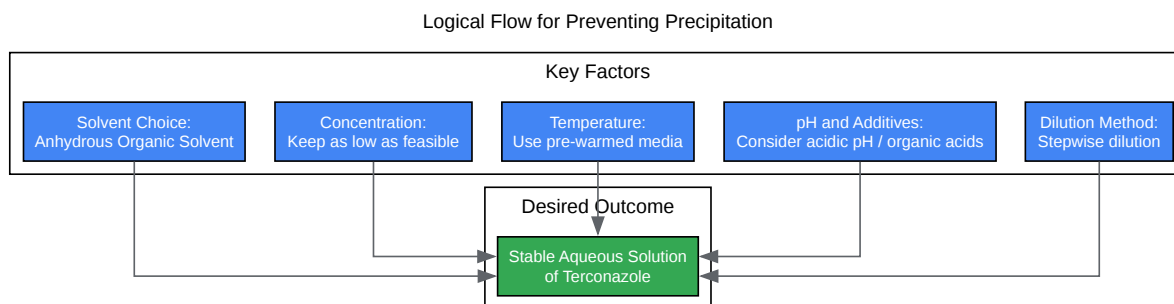 Logical Flow for Preventing Precipitation
Key Factors
Solvent Choice:
Anhydrous Organic Solvent
Concentration:
Keep as low as feasible
Temperature:
Use pre-warmed media
pH and Additives:
Consider acidic pH / organic acids
Dilution Method:
Stepwise dilution
Desired Outcome
Stable Aqueous Solution
of Terconazole